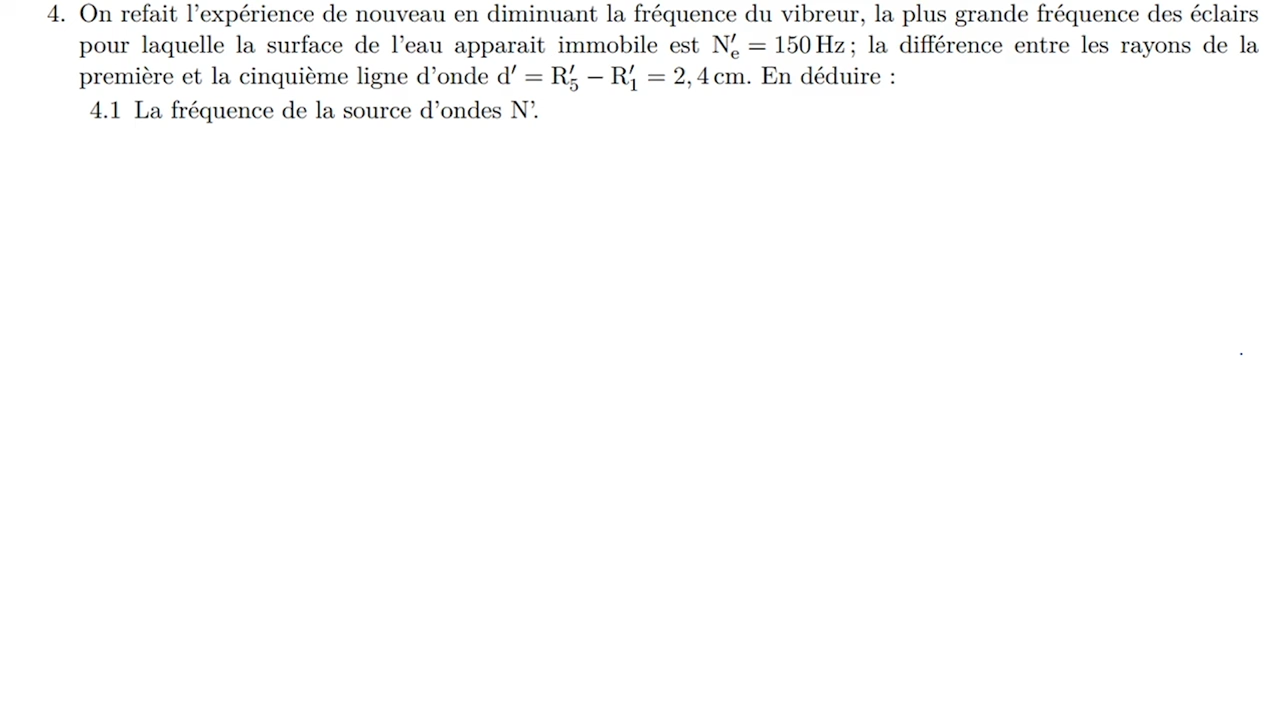 4. On refait l'expérience de nouveau en diminuant la fréquence du vibreur, la plus grande fréquence des éclairs
pour laquelle la surface de l'eau apparait immobile est N′ₑ = 150 Hz ; la différence entre les rayons de la
première et la cinquième ligne d'onde d′ = R′₅ − R′₁ = 2, 4 cm. En déduire :
4.1 La fréquence de la source d'ondes N'.